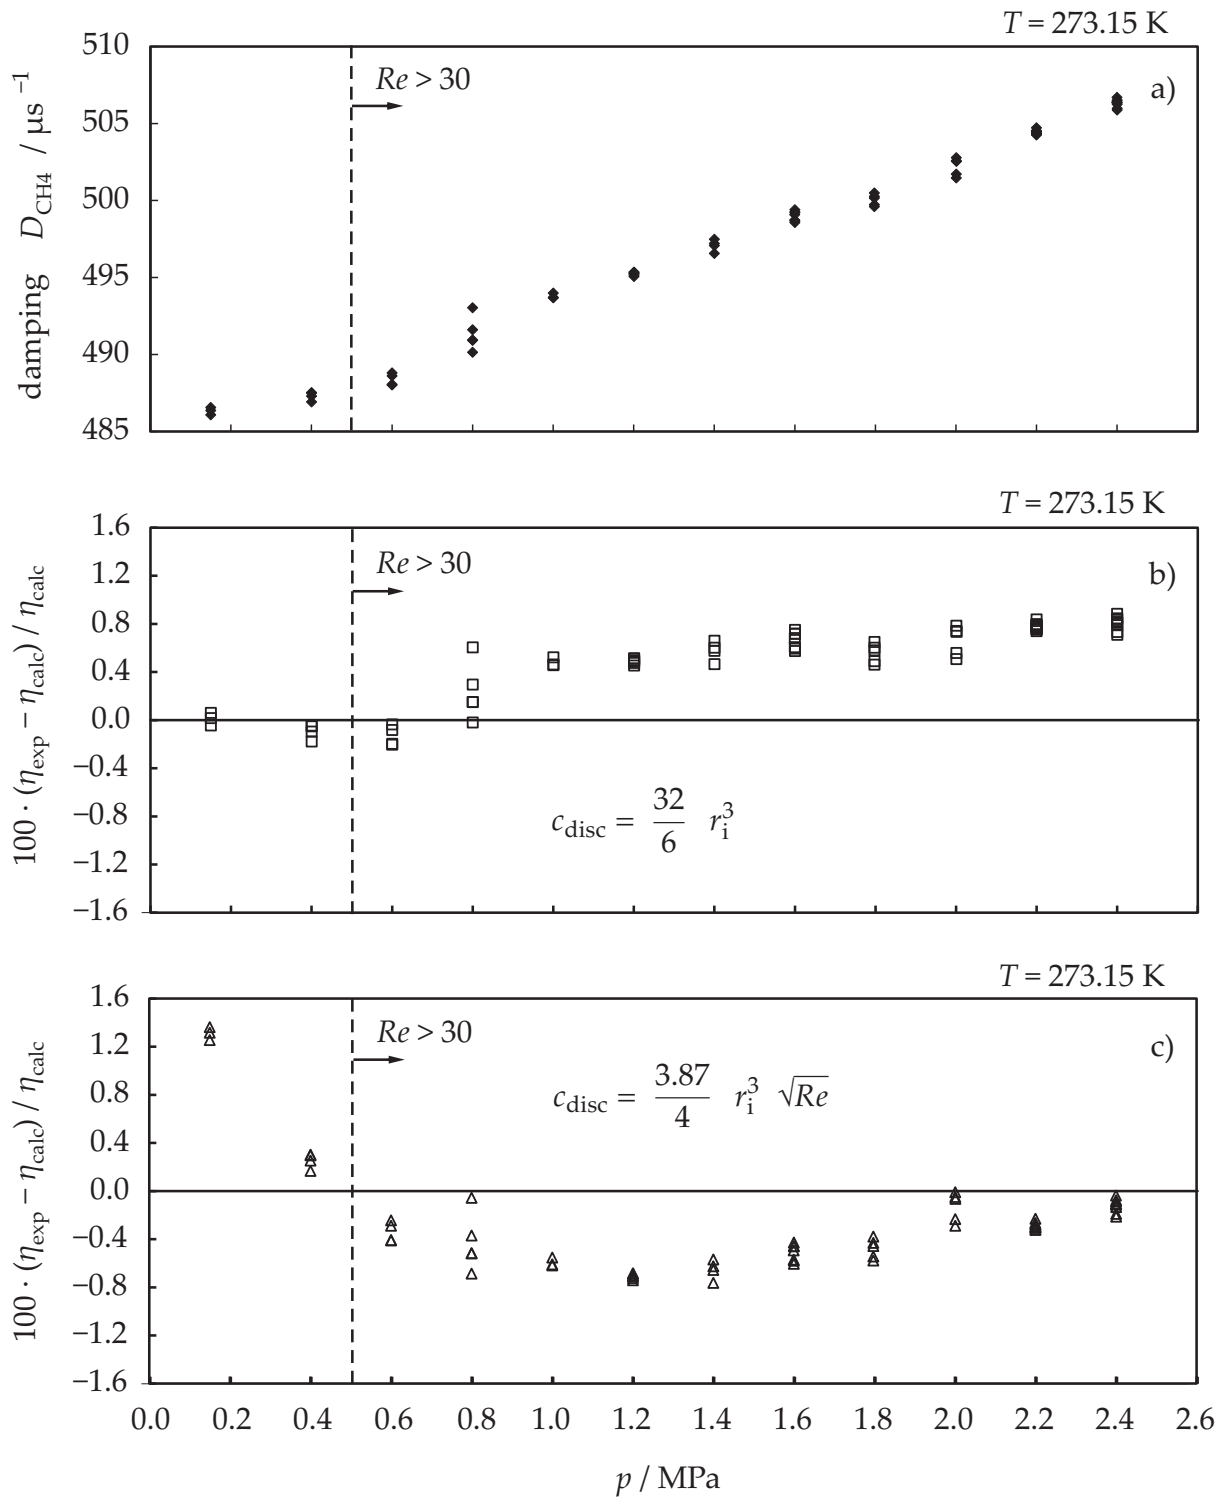 T = 273.15 K
510
505
500
495
490
485
damping D_CH4 / µs⁻¹
Re > 30
a)
T = 273.15 K
1.6
1.2
0.8
0.4
0.0
−0.4
−0.8
−1.2
−1.6
100 · (η_exp − η_calc) / η_calc
Re > 30
b)
c_disc = 32/6 r_i³
T = 273.15 K
1.6
1.2
0.8
0.4
0.0
−0.4
−0.8
−1.2
−1.6
100 · (η_exp − η_calc) / η_calc
Re > 30
c)
c_disc = 3.87/4 r_i³ √Re
0.0 0.2 0.4 0.6 0.8 1.0 1.2 1.4 1.6 1.8 2.0 2.2 2.4 2.6
p / MPa